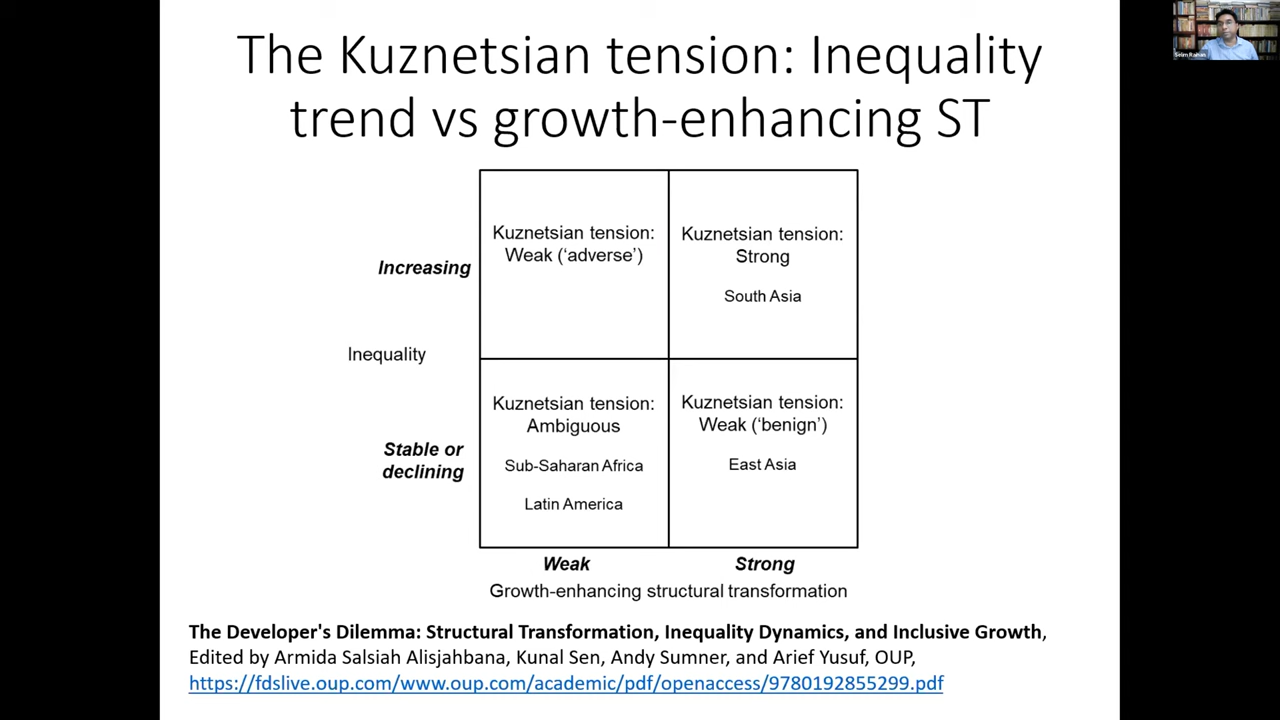 The Kuznetsian tension: Inequality
trend vs growth-enhancing ST
Kuznetsian tension:
Weak (‘adverse’)
Kuznetsian tension:
Strong
South Asia
Increasing
Inequality
Kuznetsian tension:
Ambiguous
Sub-Saharan Africa
Latin America
Kuznetsian tension:
Weak (‘benign’)
East Asia
Stable or
declining
Weak
Strong
Growth-enhancing structural transformation
The Developer's Dilemma: Structural Transformation, Inequality Dynamics, and Inclusive Growth,
Edited by Armida Salsiah Alisjahbana, Kunal Sen, Andy Sumner, and Arief Yusuf, OUP,
https://fdslive.oup.com/www.oup.com/academic/pdf/openaccess/9780192855299.pdf